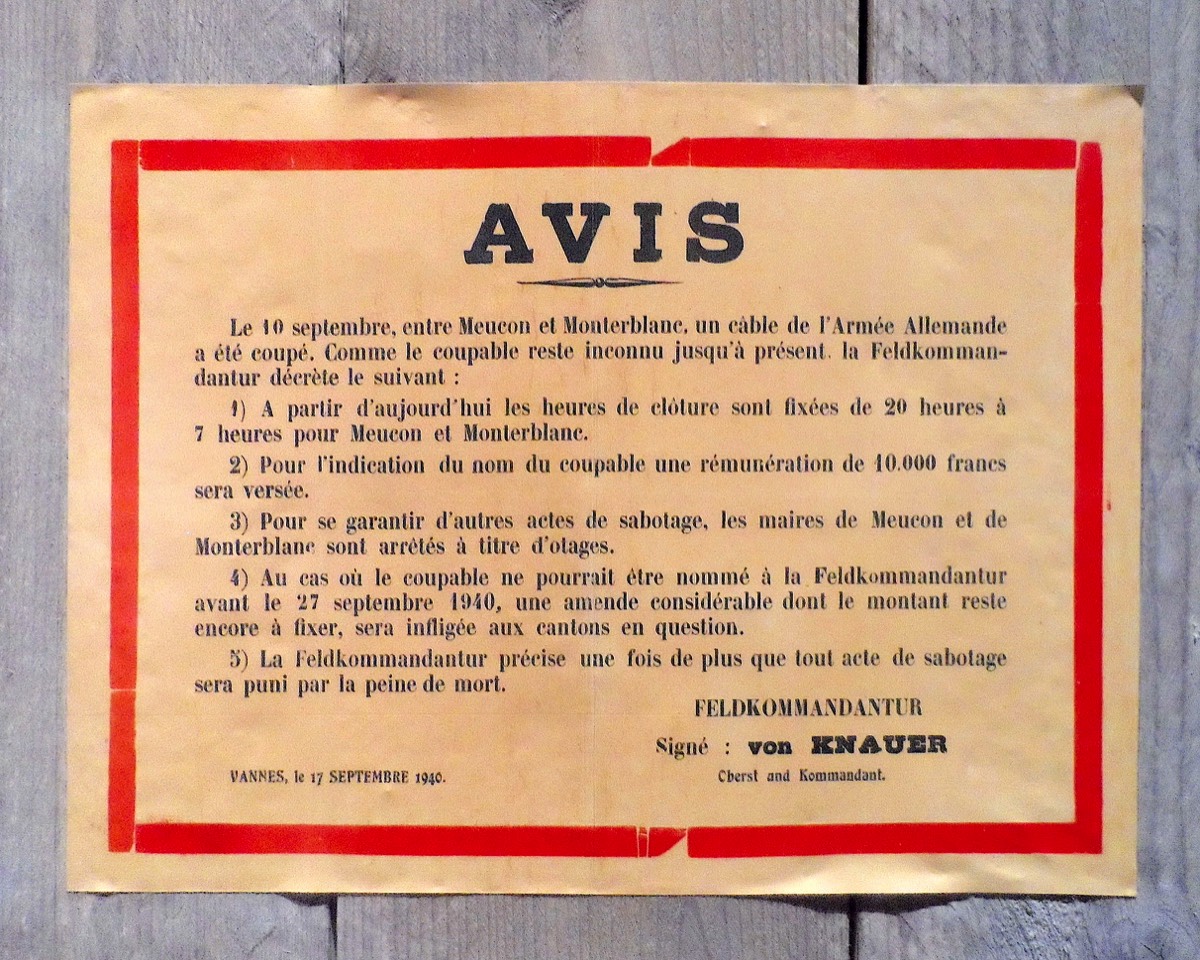 AVIS
Le 10 septembre, entre Meucon et Monterblanc, un câble de l'Armée Allemande
a été coupé. Comme le coupable reste inconnu jusqu'à présent. la Feldkomman-
dantur décrète le suivant :
1) A partir d'aujourd'hui les heures de clôture sont fixées de 20 heures à
7 heures pour Meucon et Monterblanc.
2) Pour l'indication du nom du coupable une rémunération de 10.000 francs
sera versée.
3) Pour se garantir d'autres actes de sabotage, les maires de Meucon et de
Monterblanc sont arrêtés à titre d'otages.
4) Au cas où le coupable ne pourrait être nommé à la Feldkommandantur
avant le 27 septembre 1940, une amende considérable dont le montant reste
encore à fixer, sera infligée aux cantons en question.
5) La Feldkommandantur précise une fois de plus que tout acte de sabotage
sera puni par la peine de mort.
FELDKOMMANDANTUR
Signé : von KNAUER
VANNES, le 17 SEPTEMBRE 1940.
Oberst and Kommandant.